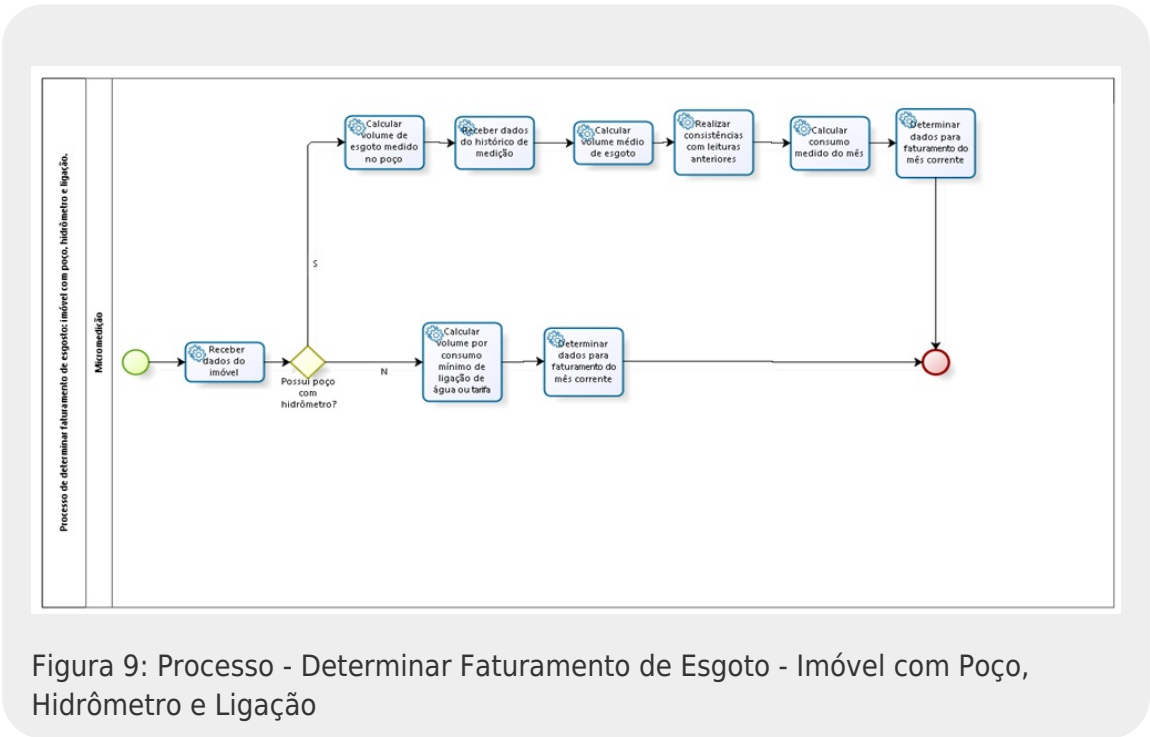 Processo de determinar faturamento de esgosto: imóvel com poço, hidrômetro e ligação.
Micromedição
Calcular
volume de
esgoto medido
no poço
Receber dados
do histórico de
medição
Calcular
volume médio
de esgoto
Realizar
consistências
com leituras
anteriores
Calcular
consumo
medido do mês
Determinar
dados para
faturamento do
mês corrente
S
Receber
dados do
imóvel
Possui poço
com
hidrômetro?
N
Calcular
volume por
consumo
mínimo de
ligação de
água ou tarifa
Determinar
dados para
faturamento do
mês corrente
Figura 9: Processo - Determinar Faturamento de Esgoto - Imóvel com Poço,
Hidrômetro e Ligação